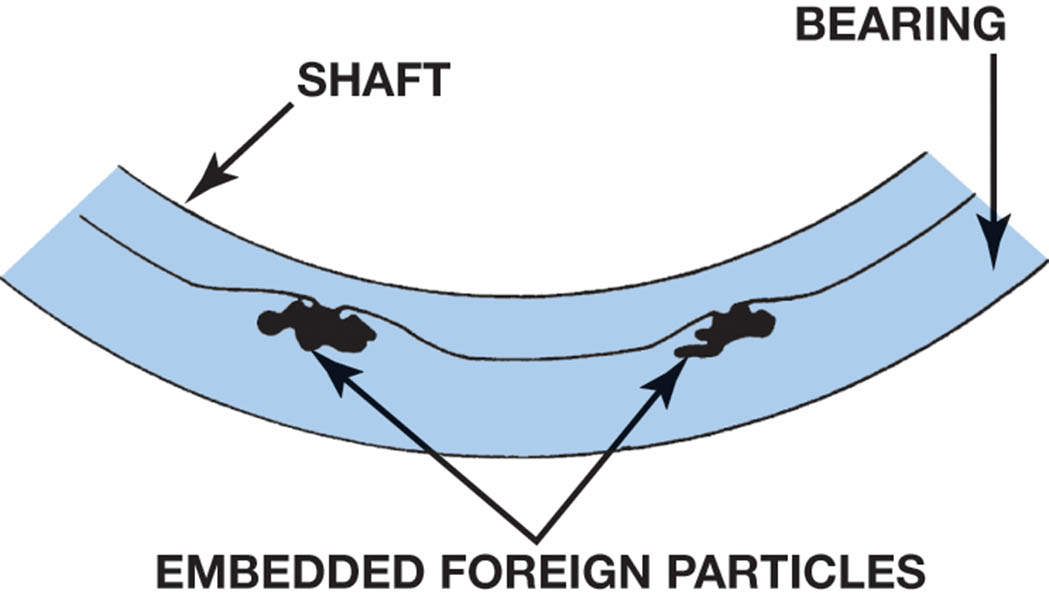 BEARING
SHAFT
EMBEDDED FOREIGN PARTICLES